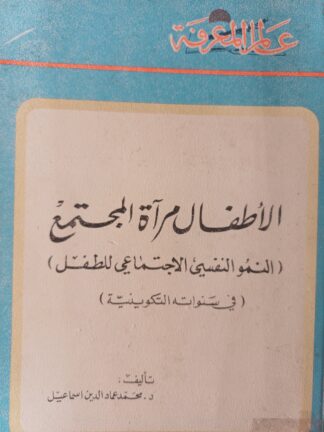 عالم المعرفة
الأطفال مرآة المجتمع
(النمو النفسي الاجتماعي للطفل)
(في سنواته التكوينية)
تأليف:
د. محمد عماد الدين اسماعيل